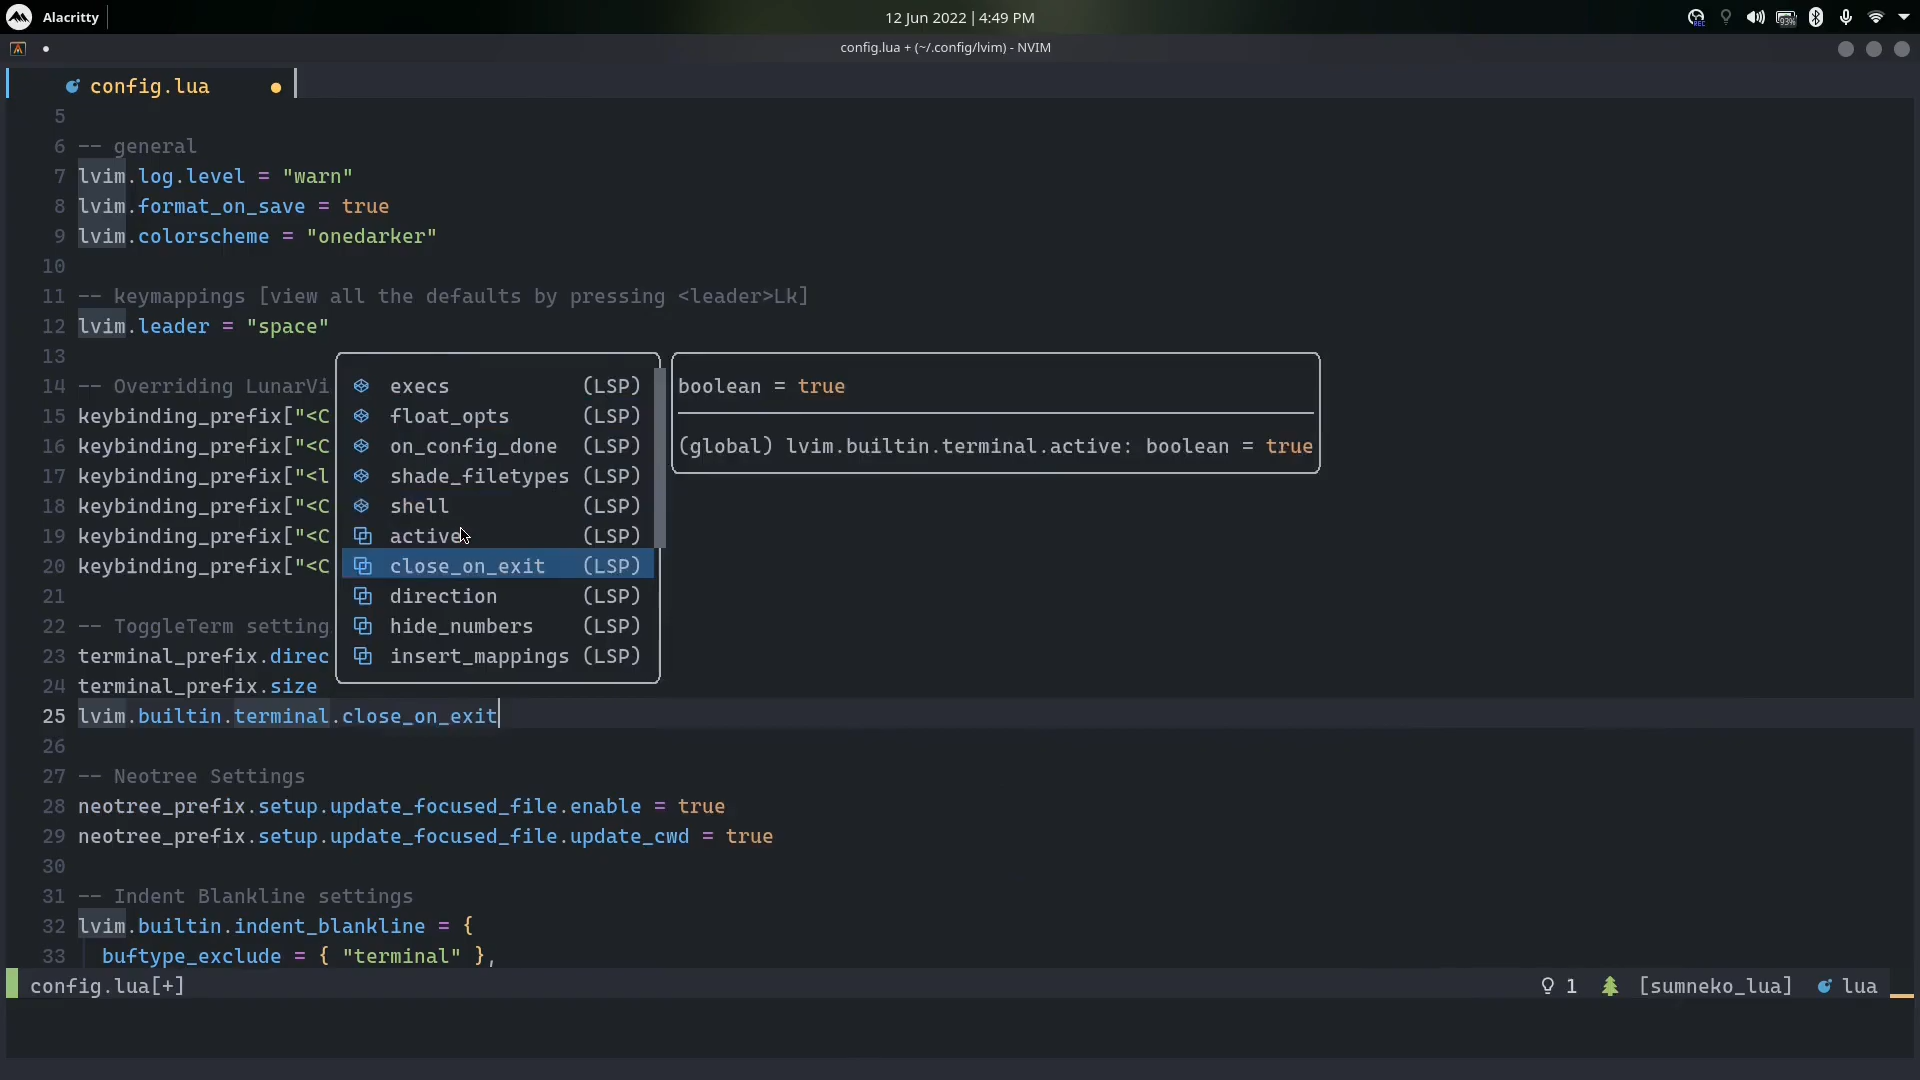 Alacritty
12 Jun 2022 | 4:49 PM
REC
93%
config.lua + (~/.config/lvim) - NVIM
config.lua
5
6 -- general
7 lvim.log.level = "warn"
8 lvim.format_on_save = true
9 lvim.colorscheme = "onedarker"
10
11 -- keymappings [view all the defaults by pressing <leader>Lk]
12 lvim.leader = "space"
13
14 -- Overriding LunarVi
15 keybinding_prefix["<C
16 keybinding_prefix["<C
17 keybinding_prefix["<l
18 keybinding_prefix["<C
19 keybinding_prefix["<C
20 keybinding_prefix["<C
21
22 -- ToggleTerm setting
23 terminal_prefix.direc
24 terminal_prefix.size
25 lvim.builtin.terminal.close_on_exit
26
27 -- Neotree Settings
28 neotree_prefix.setup.update_focused_file.enable = true
29 neotree_prefix.setup.update_focused_file.update_cwd = true
30
31 -- Indent Blankline settings
32 lvim.builtin.indent_blankline = {
33 buftype_exclude = { "terminal" },
execs (LSP)
float_opts (LSP)
on_config_done (LSP)
shade_filetypes (LSP)
shell (LSP)
active (LSP)
close_on_exit (LSP)
direction (LSP)
hide_numbers (LSP)
insert_mappings (LSP)
boolean = true
(global) lvim.builtin.terminal.active: boolean = true
config.lua[+]
1 [sumneko_lua] lua